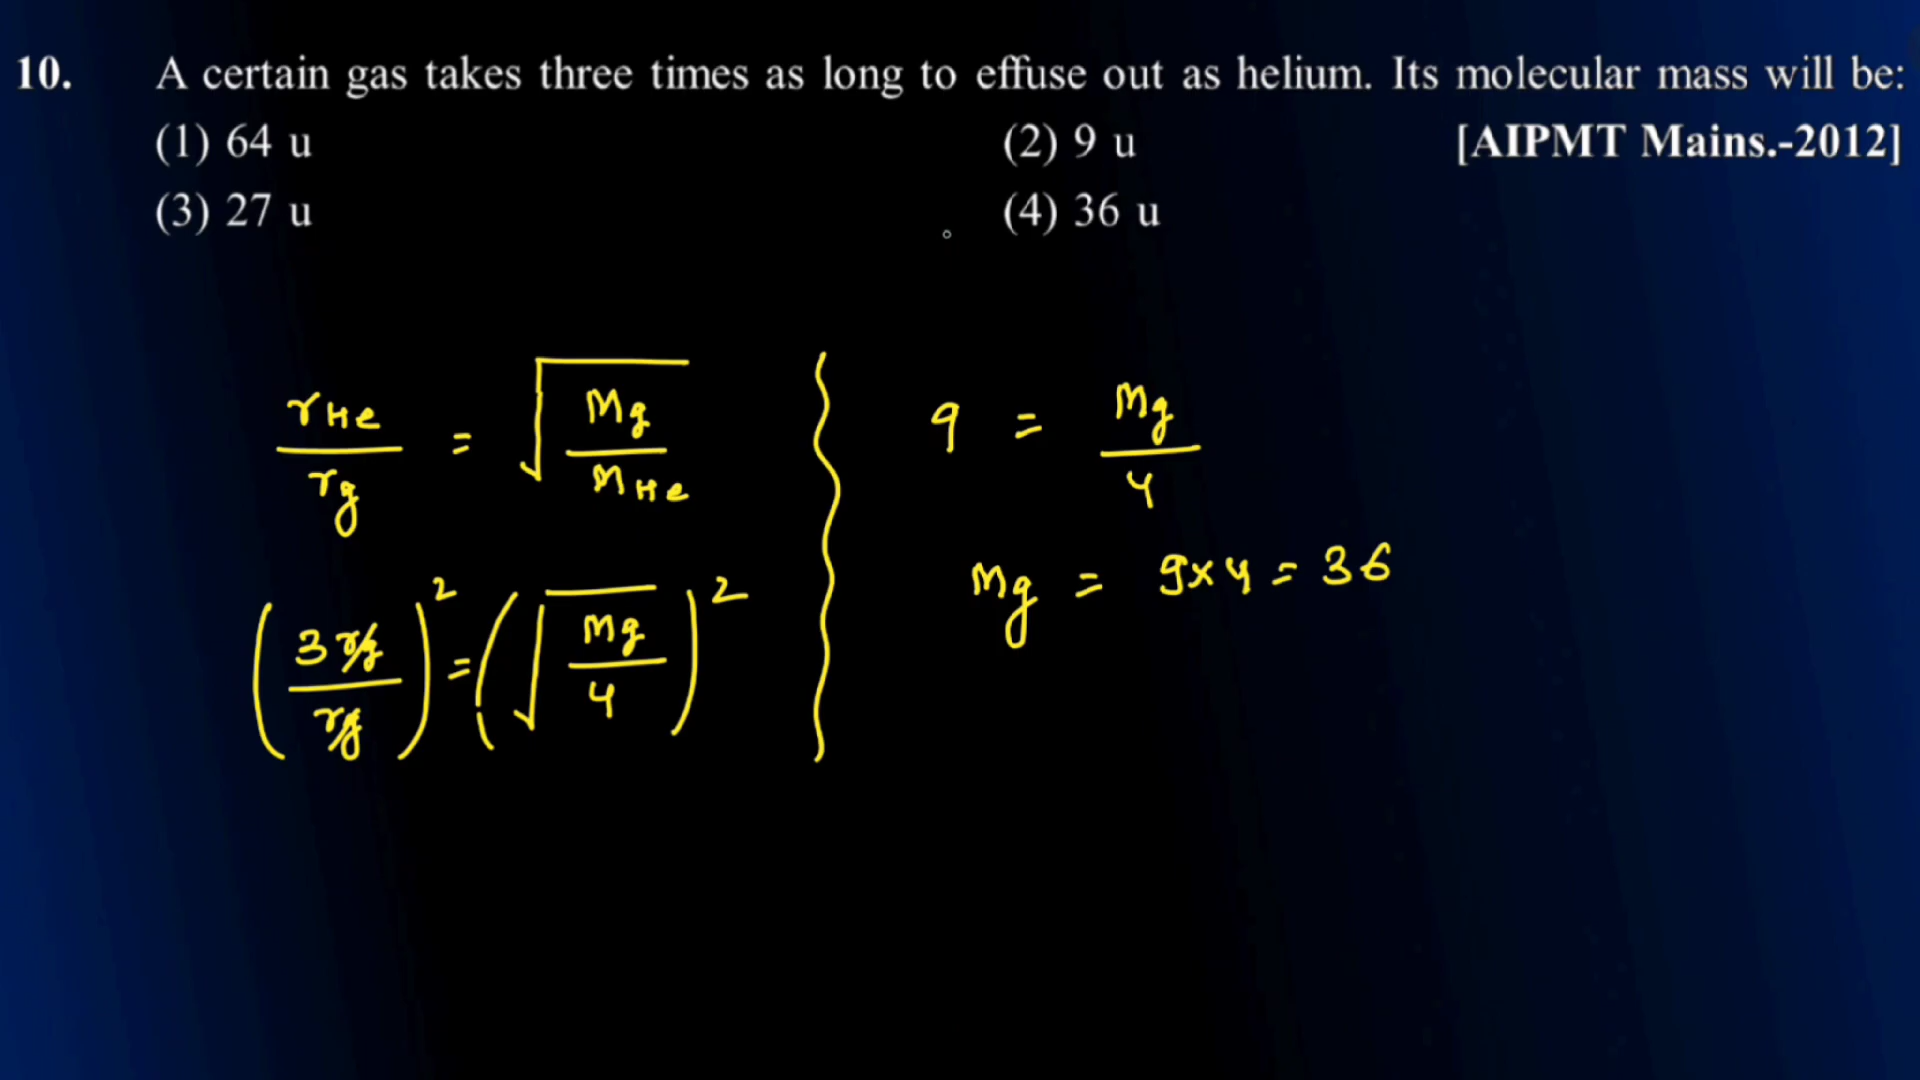 10. A certain gas takes three times as long to effuse out as helium. Its molecular mass will be:
(1) 64 u (2) 9 u [AIPMT Mains.-2012]
(3) 27 u (4) 36 u
rHe/rg = √(Mg/MHe)
(3rg/rg)² = (√(Mg/4))²
9 = Mg/4
Mg = 9×4 = 36